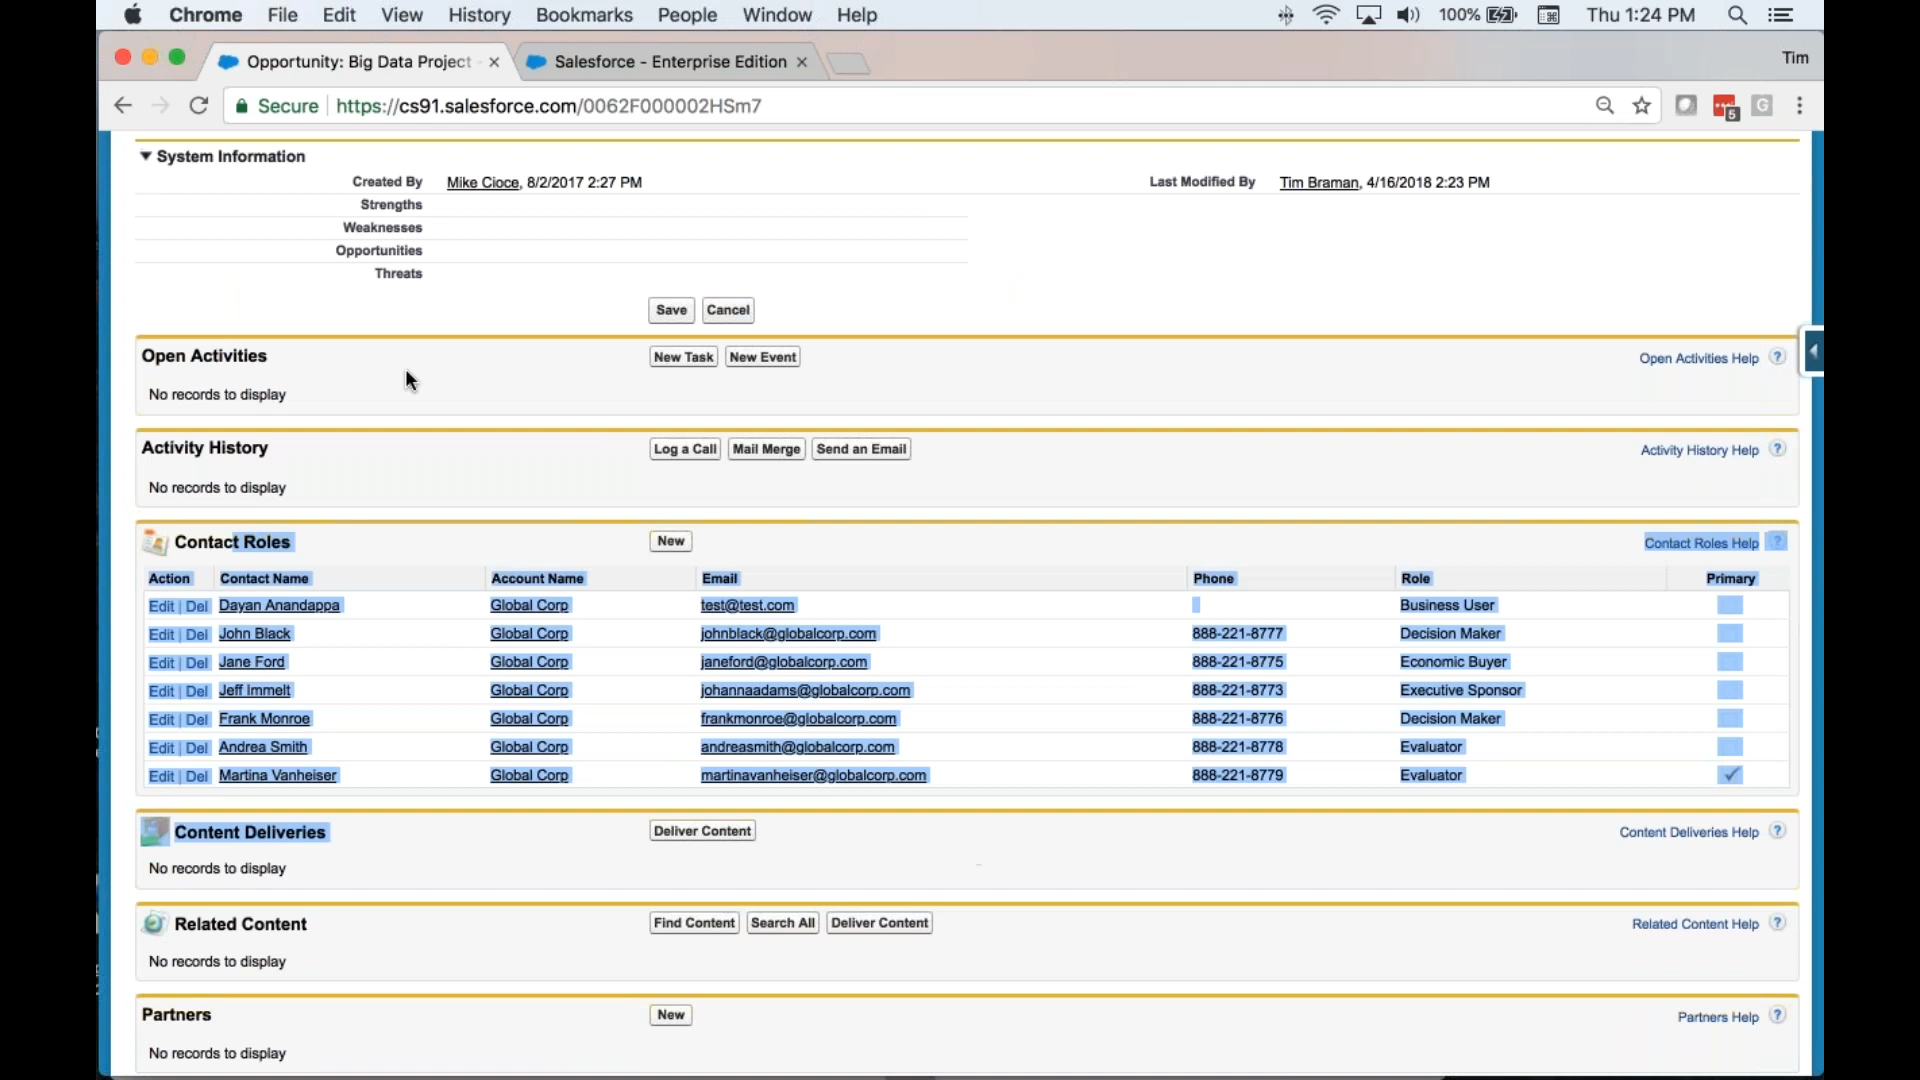 Chrome File Edit View History Bookmarks People Window Help 100% Thu 1:24 PM
Opportunity: Big Data Project - Salesforce - Enterprise Edition Tim
Secure https://cs91.salesforce.com/0062F000002HSm7 5 G
System Information
Created By Mike Cioce, 8/2/2017 2:27 PM Last Modified By Tim Braman, 4/16/2018 2:23 PM
Strengths
Weaknesses
Opportunities
Threats
Save Cancel
Open Activities New Task New Event Open Activities Help ?
No records to display
Activity History Log a Call Mail Merge Send an Email Activity History Help ?
No records to display
Contact Roles New Contact Roles Help ?
Action Contact Name Account Name Email Phone Role Primary
Edit | Del Dayan Anandappa Global Corp test@test.com Business User
Edit | Del John Black Global Corp johnblack@globalcorp.com 888-221-8777 Decision Maker
Edit | Del Jane Ford Global Corp janeford@globalcorp.com 888-221-8775 Economic Buyer
Edit | Del Jeff Immelt Global Corp johannaadams@globalcorp.com 888-221-8773 Executive Sponsor
Edit | Del Frank Monroe Global Corp frankmonroe@globalcorp.com 888-221-8776 Decision Maker
Edit | Del Andrea Smith Global Corp andreasmith@globalcorp.com 888-221-8778 Evaluator
Edit | Del Martina Vanheiser Global Corp martinavanheiser@globalcorp.com 888-221-8779 Evaluator ✓
Content Deliveries Deliver Content Content Deliveries Help ?
No records to display
Related Content Find Content Search All Deliver Content Related Content Help ?
No records to display
Partners New Partners Help ?
No records to display